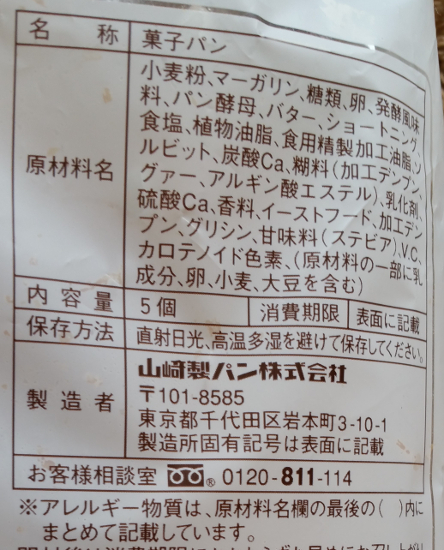 名称 菓子パン
原材料名 小麦粉、マーガリン、糖類、卵、発酵風味
料、パン酵母、バター、ショートニング、
食塩、植物油脂、食用精製加工油脂、ソ
ルビット、炭酸Ca、糊料(加工デンプン、
グァー、アルギン酸エステル)、乳化剤、
硫酸Ca、香料、イーストフード、加工デン
プン、グリシン、甘味料(ステビア)、V.C、
カロテノイド色素、(原材料の一部に乳
成分、卵、小麦、大豆を含む)
内容量 5個 消費期限 表面に記載
保存方法 直射日光、高温多湿を避けて保存してください。
製造者 山崎製パン株式会社
〒101-8585
東京都千代田区岩本町3-10-1
製造所固有記号は表面に記載
お客様相談室 ® 0120-811-114
※アレルギー物質は、原材料名欄の最後の( )内に
まとめて記載しています。